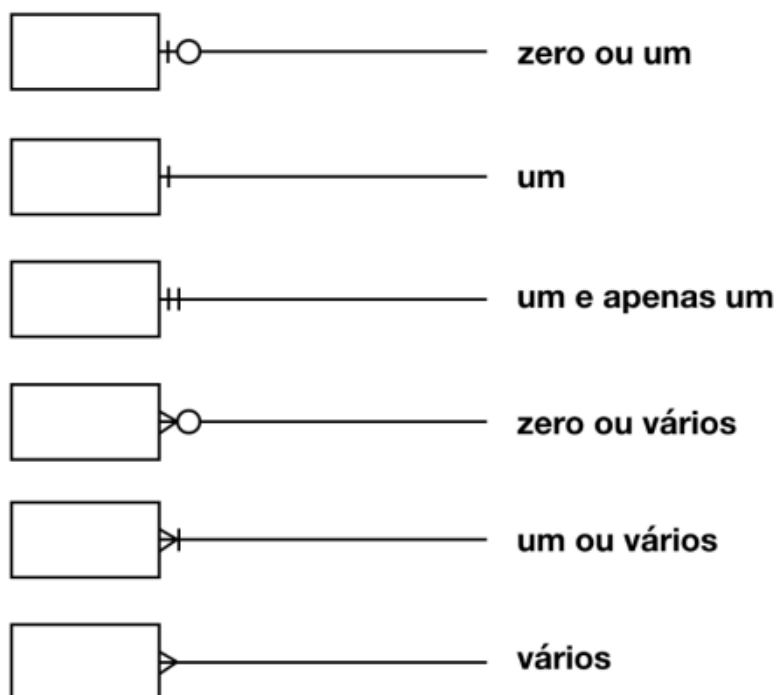 zero ou um
um
um e apenas um
zero ou vários
um ou vários
vários